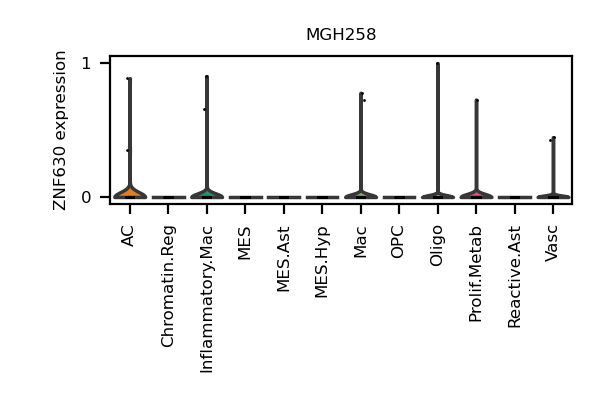 MGH258
ZNF630 expression
1
0
AC
Chromatin.Reg
Inflammatory.Mac
MES
MES.Ast
MES.Hyp
Mac
OPC
Oligo
Prolif.Metab
Reactive.Ast
Vasc